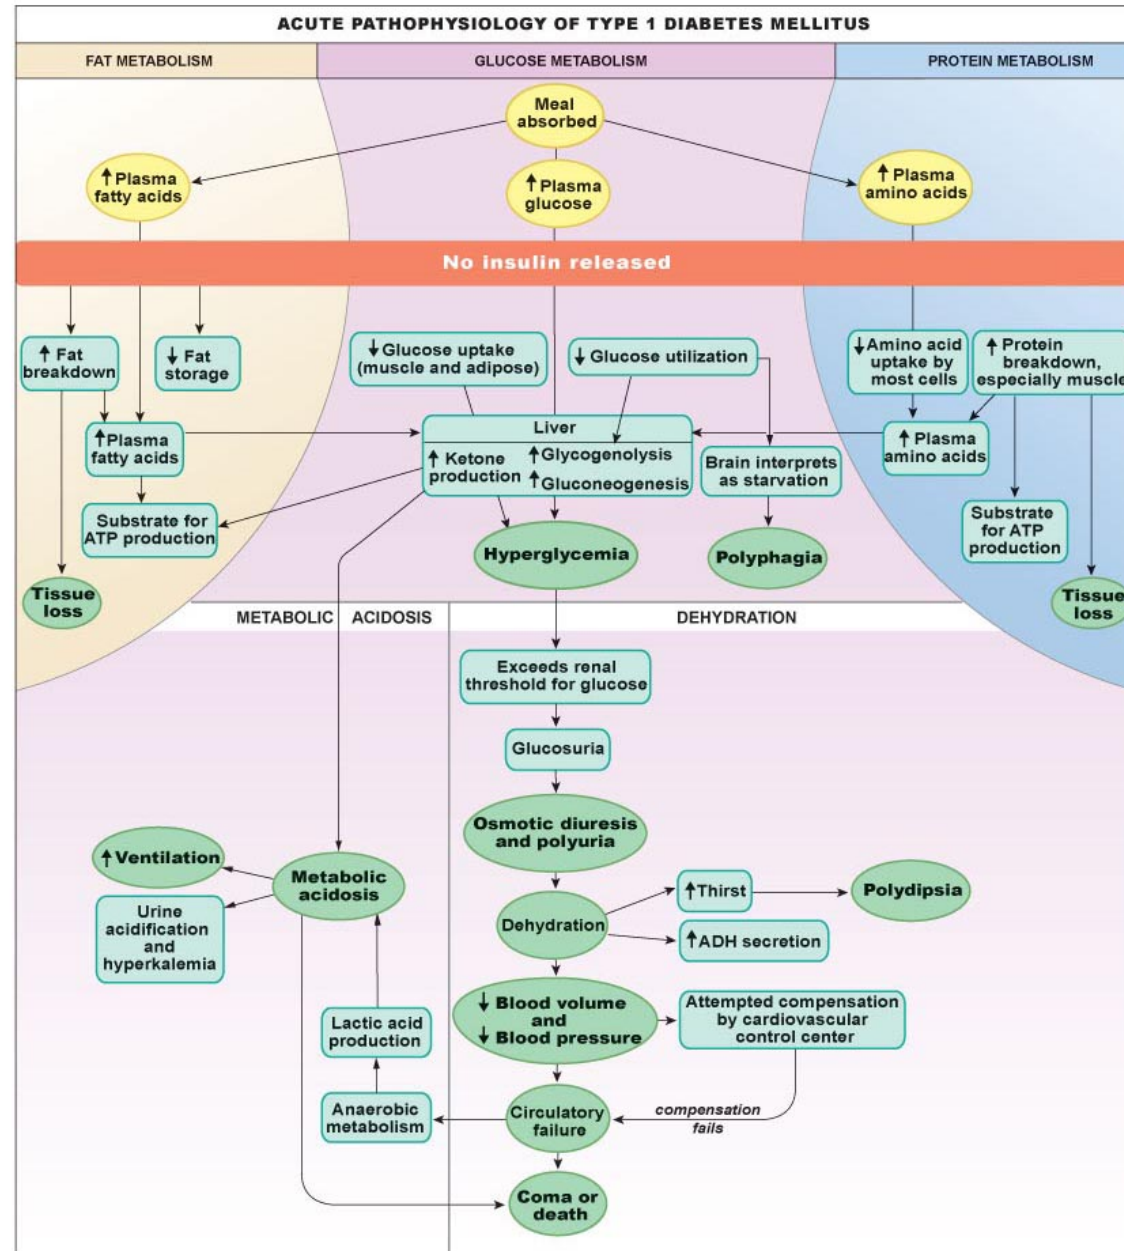 ACUTE PATHOPHYSIOLOGY OF TYPE 1 DIABETES MELLITUS
FAT METABOLISM
GLUCOSE METABOLISM
PROTEIN METABOLISM
Meal
absorbed
↑ Plasma
fatty acids
↑ Plasma
glucose
↑ Plasma
amino acids
No insulin released
↑ Fat
breakdown
↓ Fat
storage
↓ Glucose uptake
(muscle and adipose)
↓ Glucose utilization
↓ Amino acid
uptake by
most cells
↑ Protein
breakdown,
especially muscle
↑ Plasma
fatty acids
Liver
↑ Ketone
production
↑ Glycogenolysis
↑ Gluconeogenesis
Brain interprets
as starvation
↑ Plasma
amino acids
Substrate for
ATP production
Hyperglycemia
Polyphagia
Substrate
for ATP
production
Tissue
loss
Tissue
loss
METABOLIC ACIDOSIS
DEHYDRATION
Exceeds renal
threshold for glucose
Glucosuria
Osmotic diuresis
and polyuria
↑ Ventilation
Metabolic
acidosis
Urine
acidification
and
hyperkalemia
Dehydration
↑ Thirst
Polydipsia
↑ ADH secretion
↓ Blood volume
and
↓ Blood pressure
Attempted compensation
by cardiovascular
control center
Lactic acid
production
Anaerobic
metabolism
Circulatory
failure
compensation
fails
Coma or
death